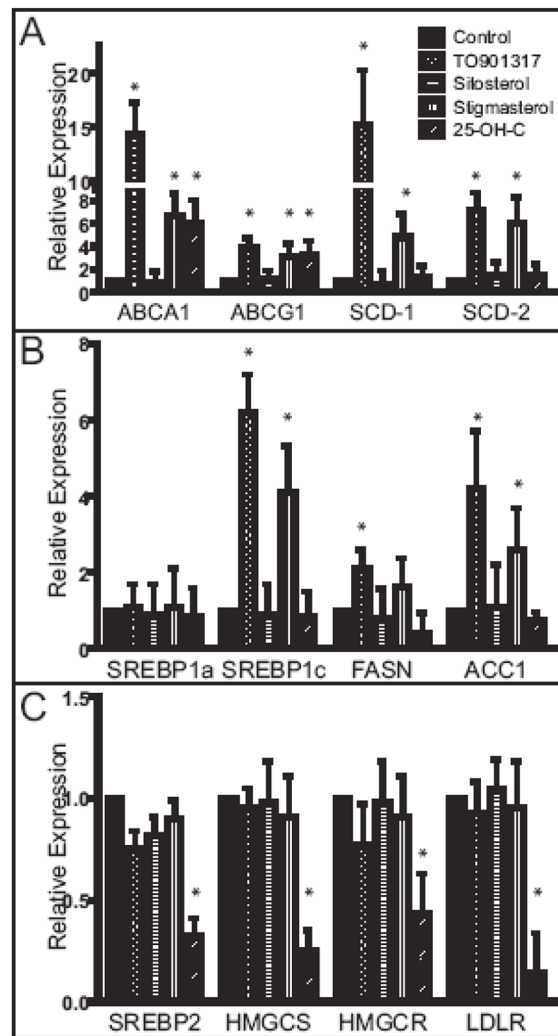 A
Relative Expression
20
15
10
8
6
4
2
0
Control
TO901317
Sitosterol
Stigmasterol
25-OH-C
* * * * * * * * * *
ABCA1 ABCG1 SCD-1 SCD-2
B
Relative Expression
8
6
4
2
0
* * * * *
SREBP1a SREBP1c FASN ACC1
C
Relative Expression
1.5
1.0
0.5
0.0
* * * *
SREBP2 HMGCS HMGCR LDLR